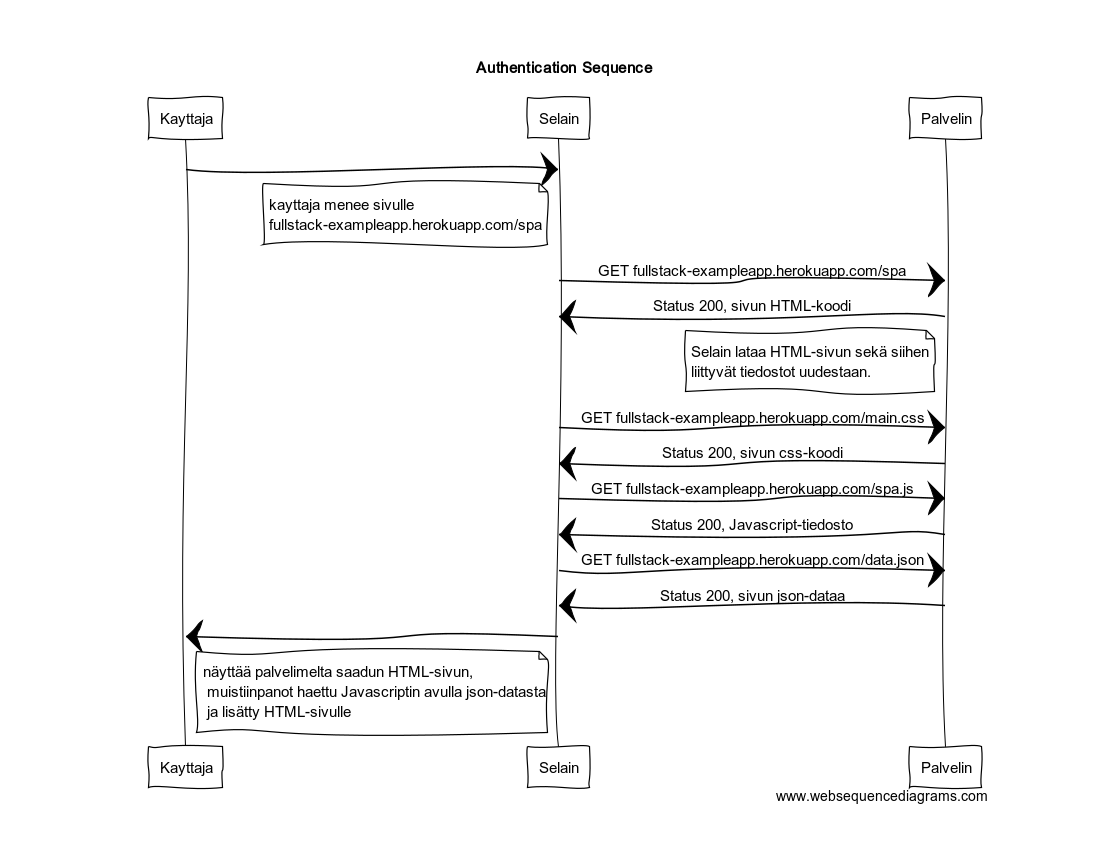 Authentication Sequence
Kayttaja
Selain
Palvelin
kayttaja menee sivulle
fullstack-exampleapp.herokuapp.com/spa
GET fullstack-exampleapp.herokuapp.com/spa
Status 200, sivun HTML-koodi
Selain lataa HTML-sivun sekä siihen
liittyvät tiedostot uudestaan.
GET fullstack-exampleapp.herokuapp.com/main.css
Status 200, sivun css-koodi
GET fullstack-exampleapp.herokuapp.com/spa.js
Status 200, Javascript-tiedosto
GET fullstack-exampleapp.herokuapp.com/data.json
Status 200, sivun json-dataa
näyttää palvelimelta saadun HTML-sivun,
muistiinpanot haettu Javascriptin avulla json-datasta
ja lisätty HTML-sivulle
Kayttaja
Selain
Palvelin
www.websequencediagrams.com